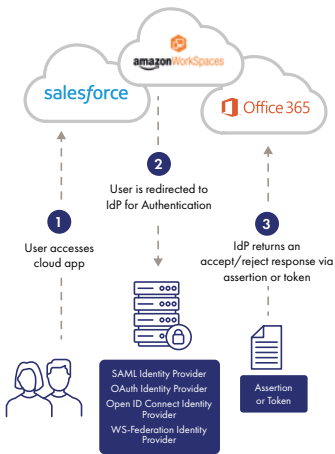 amazon WorkSpaces
salesforce
Office 365
2
User is redirected to
IdP for Authentication
1
User accesses
cloud app
3
IdP returns an
accept/reject response via
assertion or token
SAML Identity Provider
OAuth Identity Provider
Open ID Connect Identity
Provider
WS-Federation Identity
Provider
Assertion
or Token